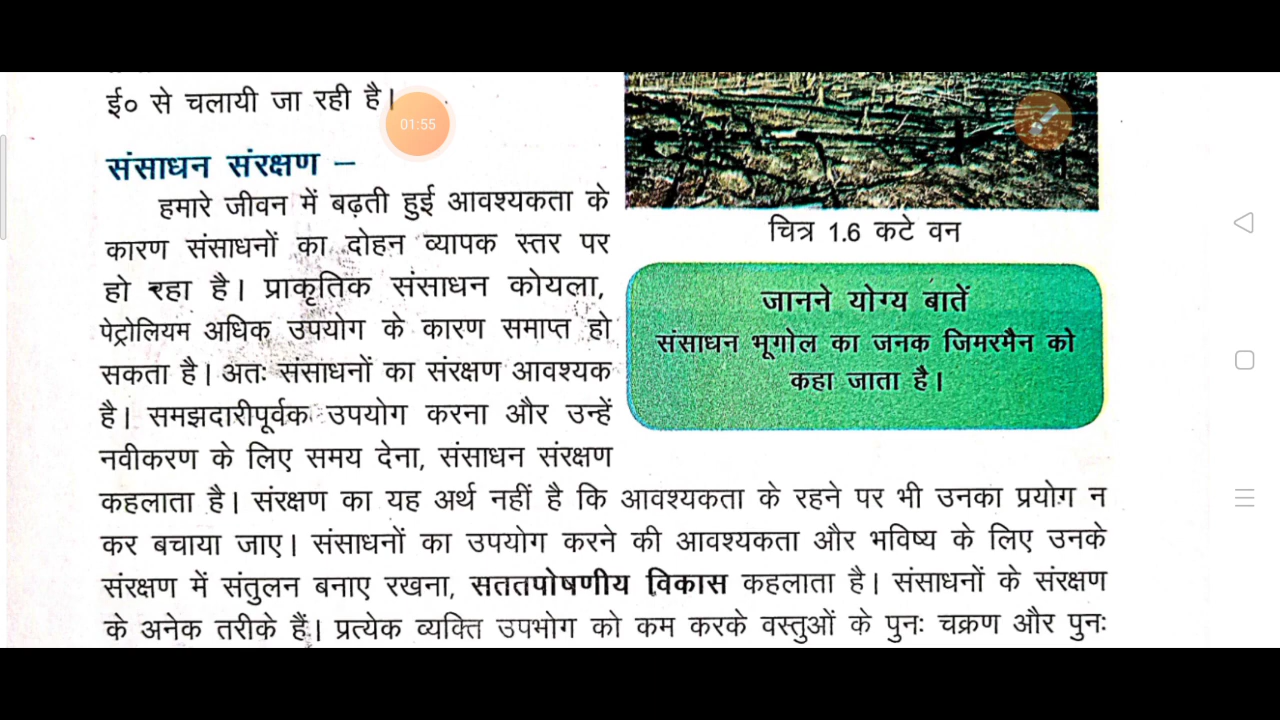 ई० से चलायी जा रही है।
01:55
संसाधन संरक्षण –
हमारे जीवन में बढ़ती हुई आवश्यकता के
कारण संसाधनों का दोहन व्यापक स्तर पर
हो रहा है। प्राकृतिक संसाधन कोयला,
पेट्रोलियम अधिक उपयोग के कारण समाप्त हो
सकता है। अतः संसाधनों का संरक्षण आवश्यक
है। समझदारीपूर्वक उपयोग करना और उन्हें
नवीकरण के लिए समय देना, संसाधन संरक्षण
चित्र 1.6 कटे वन
जानने योग्य बातें
संसाधन भूगोल का जनक जिमरमैन को
कहा जाता है।
कहलाता है। संरक्षण का यह अर्थ नहीं है कि आवश्यकता के रहने पर भी उनका प्रयोग न
कर बचाया जाए। संसाधनों का उपयोग करने की आवश्यकता और भविष्य के लिए उनके
संरक्षण में संतुलन बनाए रखना, सततपोषणीय विकास कहलाता है। संसाधनों के संरक्षण
के अनेक तरीके हैं। प्रत्येक व्यक्ति उपभोग को कम करके वस्तुओं के पुनः चक्रण और पुनः